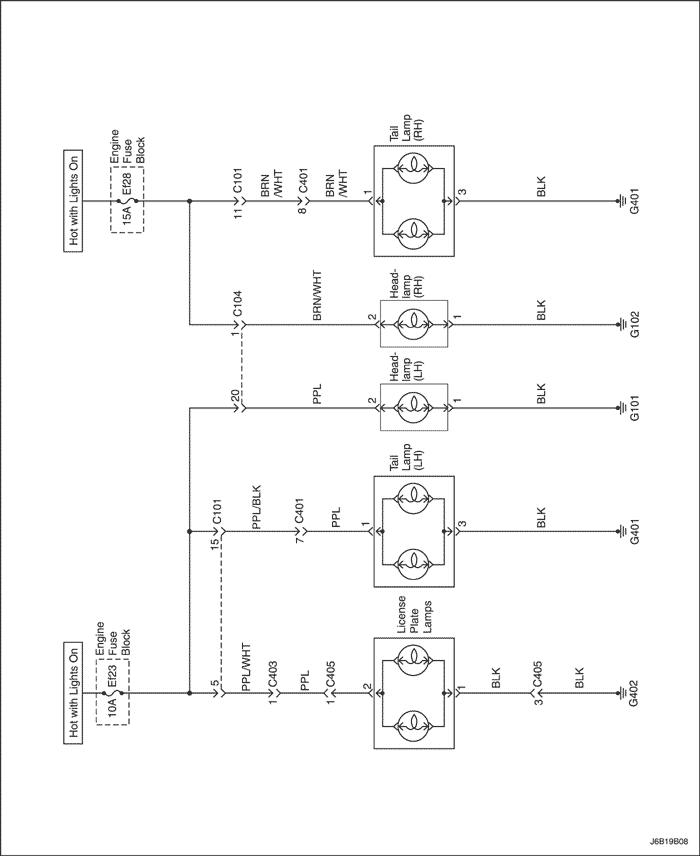 Hot with Lights On
Engine
Fuse
Block
15A
Ef28
11
C101
BRN
/WHT
8
C401
BRN
/WHT
1
Tail
Lamp
(RH)
3
BLK
G401
1
C104
BRN/WHT
2
Head-
lamp
(RH)
1
BLK
G102
20
PPL
2
Head-
lamp
(LH)
1
BLK
G101
15
C101
PPL/BLK
7
C401
PPL
1
Tail
Lamp
(LH)
3
BLK
G401
Hot with Lights On
Engine
Fuse
Block
10A
Ef23
5
PPL/WHT
1
C403
PPL
1
C405
2
License
Plate
Lamps
1
BLK
3
C405
BLK
G402
J6B19B08